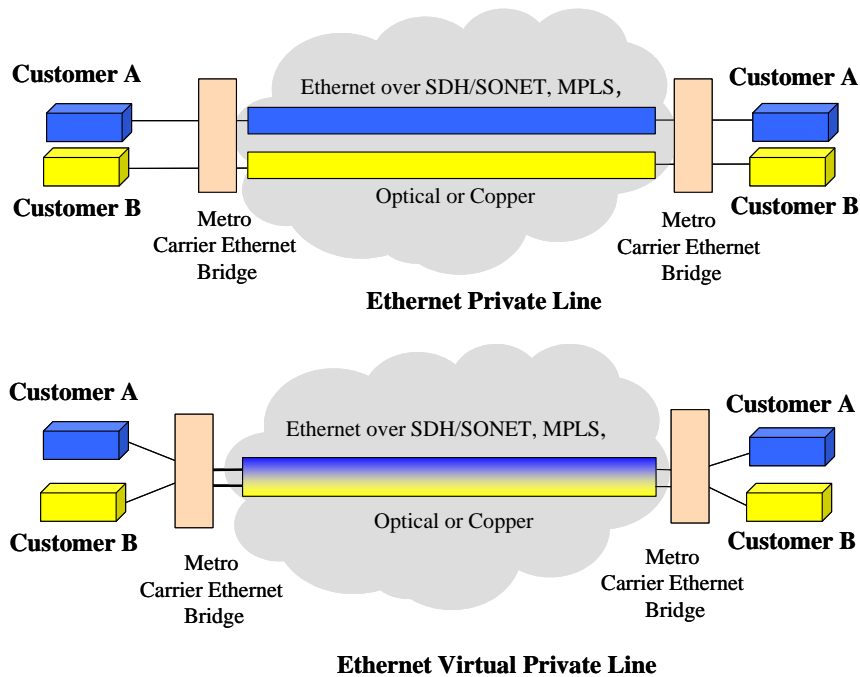 Customer A
Customer A
Ethernet over SDH/SONET, MPLS,
Optical or Copper
Customer B
Customer B
Metro
Carrier Ethernet
Bridge
Metro
Carrier Ethernet
Bridge
Ethernet Private Line
Customer A
Customer A
Ethernet over SDH/SONET, MPLS,
Optical or Copper
Customer B
Customer B
Metro
Carrier Ethernet
Bridge
Metro
Carrier Ethernet
Bridge
Ethernet Virtual Private Line